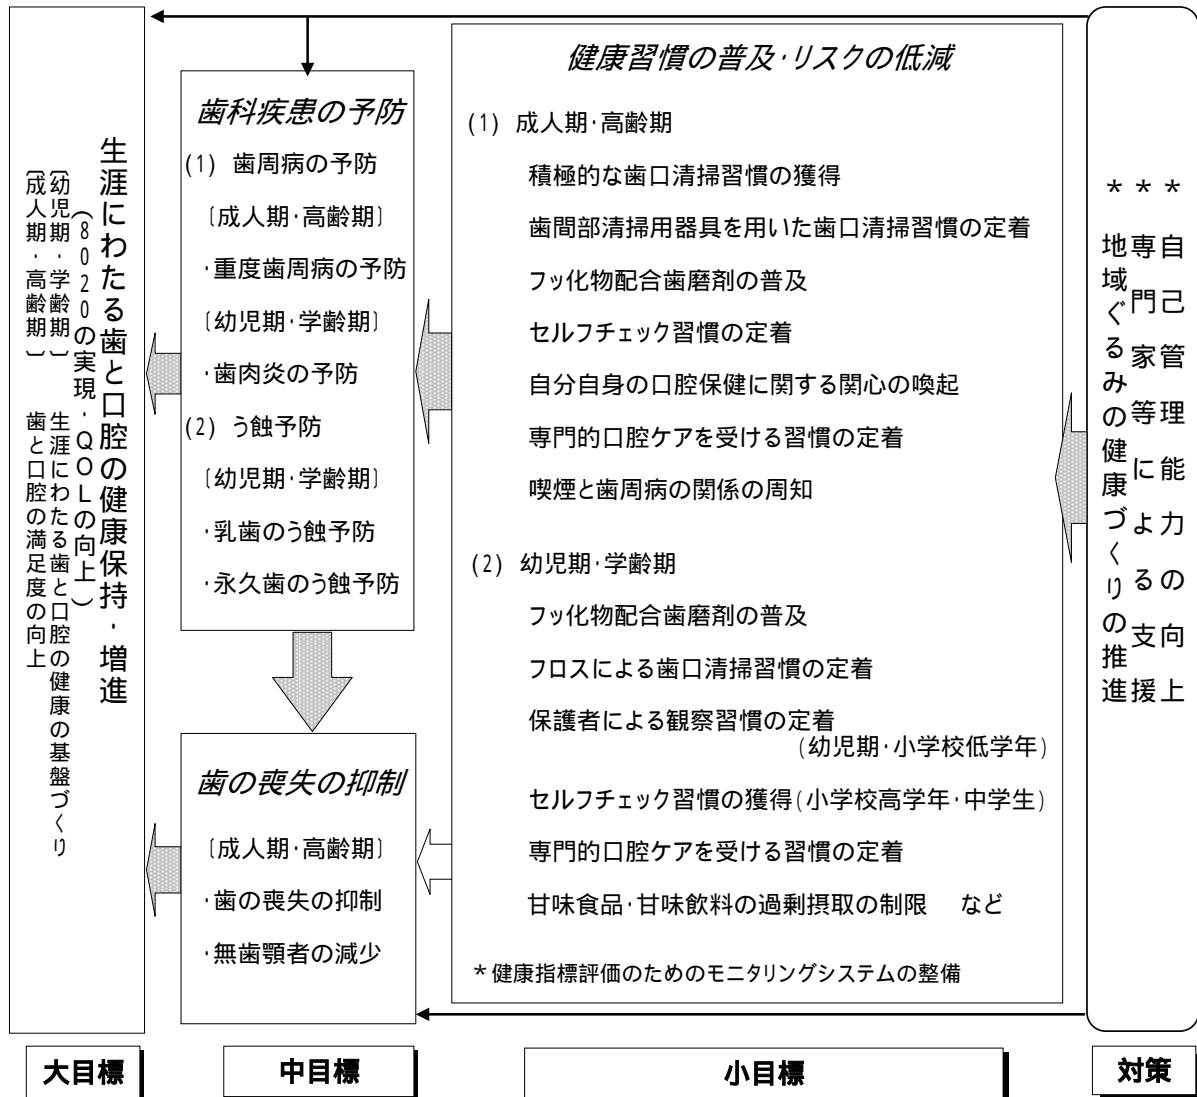 生涯にわたる歯と口腔の健康保持・増進
(8020の実現・QOLの向上)
〔幼児期・学齢期〕 生涯にわたる歯と口腔の健康の基盤づくり
〔成人期・高齢期〕 歯と口腔の満足度の向上
大目標
歯科疾患の予防
(1) 歯周病の予防
〔成人期・高齢期〕
・重度歯周病の予防
〔幼児期・学齢期〕
・歯肉炎の予防
(2) う蝕予防
〔幼児期・学齢期〕
・乳歯のう蝕予防
・永久歯のう蝕予防
歯の喪失の抑制
〔成人期・高齢期〕
・歯の喪失の抑制
・無歯顎者の減少
中目標
健康習慣の普及・リスクの低減
(1) 成人期・高齢期
積極的な歯口清掃習慣の獲得
歯間部清掃用器具を用いた歯口清掃習慣の定着
フッ化物配合歯磨剤の普及
セルフチェック習慣の定着
自分自身の口腔保健に関する関心の喚起
専門的口腔ケアを受ける習慣の定着
喫煙と歯周病の関係の周知
(2) 幼児期・学齢期
フッ化物配合歯磨剤の普及
フロスによる歯口清掃習慣の定着
保護者による観察習慣の定着
(幼児期・小学校低学年)
セルフチェック習慣の獲得(小学校高学年・中学生)
専門的口腔ケアを受ける習慣の定着
甘味食品・甘味飲料の過剰摂取の制限 など
*健康指標評価のためのモニタリングシステムの整備
小目標
* 自己管理能力の向上
* 専門家等による支援
* 地域ぐるみの健康づくりの推進
対策